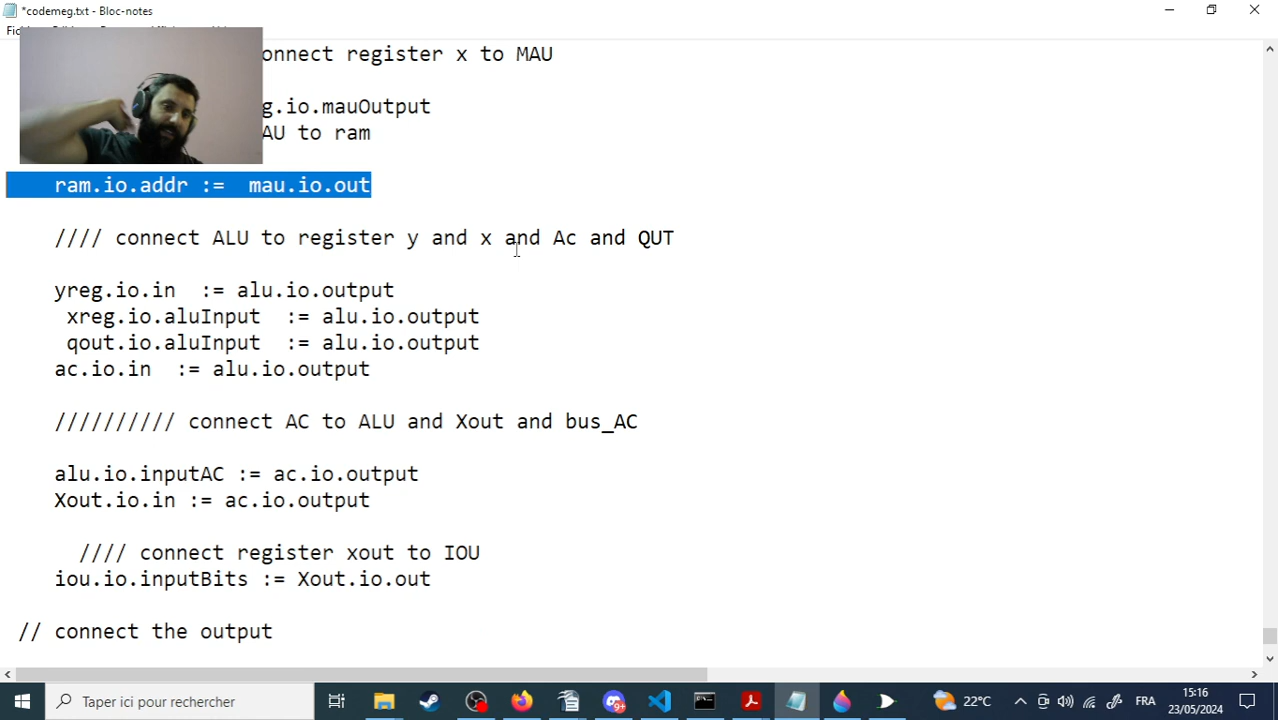 *codemeg.txt - Bloc-notes
onnect register x to MAU
g.io.mauOutput
AU to ram
ram.io.addr :=  mau.io.out
//// connect ALU to register y and x and Ac and QUT
yreg.io.in  := alu.io.output
xreg.io.aluInput  := alu.io.output
qout.io.aluInput  := alu.io.output
ac.io.in  := alu.io.output
////////// connect AC to ALU and Xout and bus_AC
alu.io.inputAC := ac.io.output
Xout.io.in := ac.io.output
//// connect register xout to IOU
iou.io.inputBits := Xout.io.out
// connect the output
Taper ici pour rechercher
22°C
FRA
15:16
23/05/2024